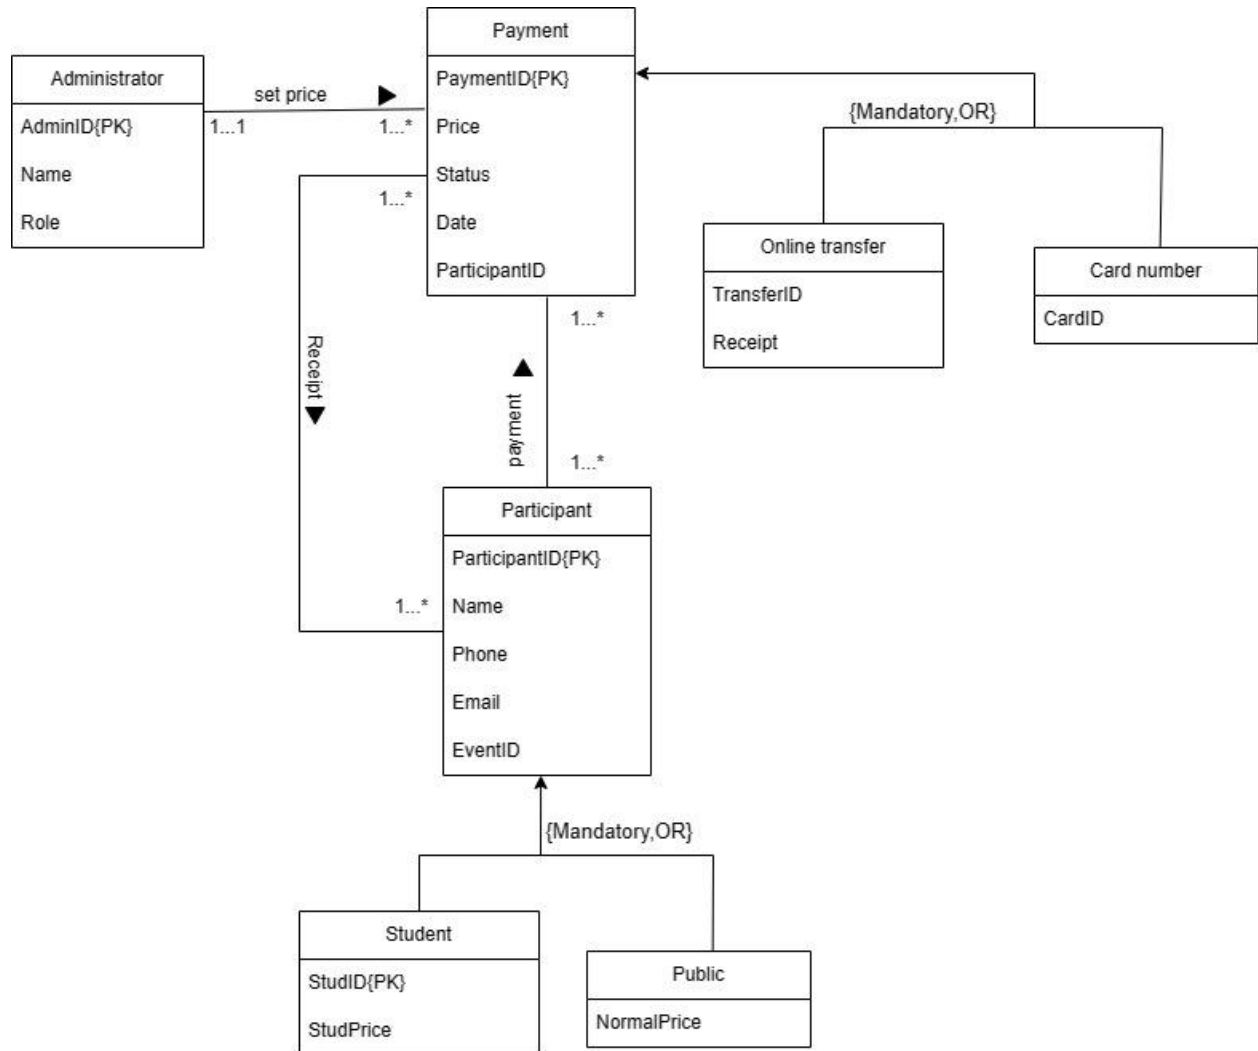 Payment
PaymentID{PK}
Price
Status
Date
ParticipantID
Administrator
AdminID{PK}
Name
Role
set price
1...1
1...*
1...*
{Mandatory,OR}
Online transfer
TransferID
Receipt
Card number
CardID
Receipt
payment
1...*
1...*
1...*
Participant
ParticipantID{PK}
Name
Phone
Email
EventID
{Mandatory,OR}
Student
StudID{PK}
StudPrice
Public
NormalPrice